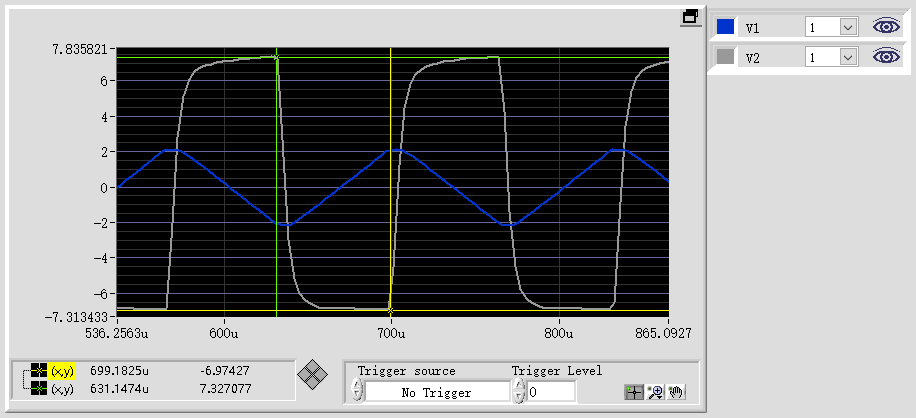 V1 1
V2 1
7.835821
6
4
2
0
-2
-4
-6
-7.313433
536.2563u 600u 700u 800u 865.0927
(x,y) 699.1825u -6.97427
(x,y) 631.1474u 7.327077
Trigger source Trigger Level
No Trigger 0